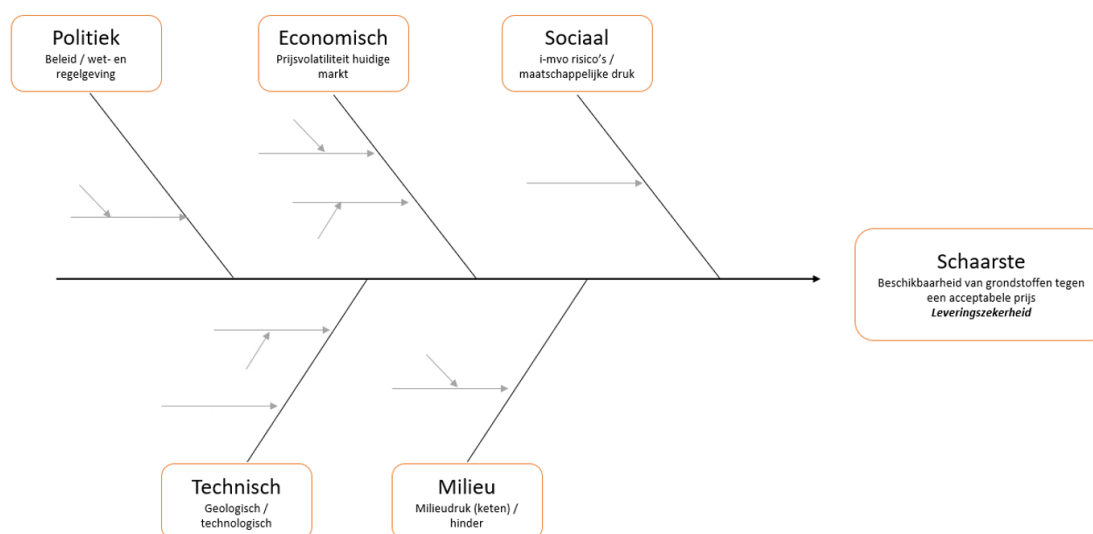 Politiek
Beleid / wet- en
regelgeving
Economisch
Prijsvolatiliteit huidige
markt
Sociaal
i-mvo risico's /
maatschappelijke druk
Schaarste
Beschikbaarheid van grondstoffen tegen
een acceptabele prijs
Leveringszekerheid
Technisch
Geologisch /
technologisch
Milieu
Milieudruk (keten) /
hinder